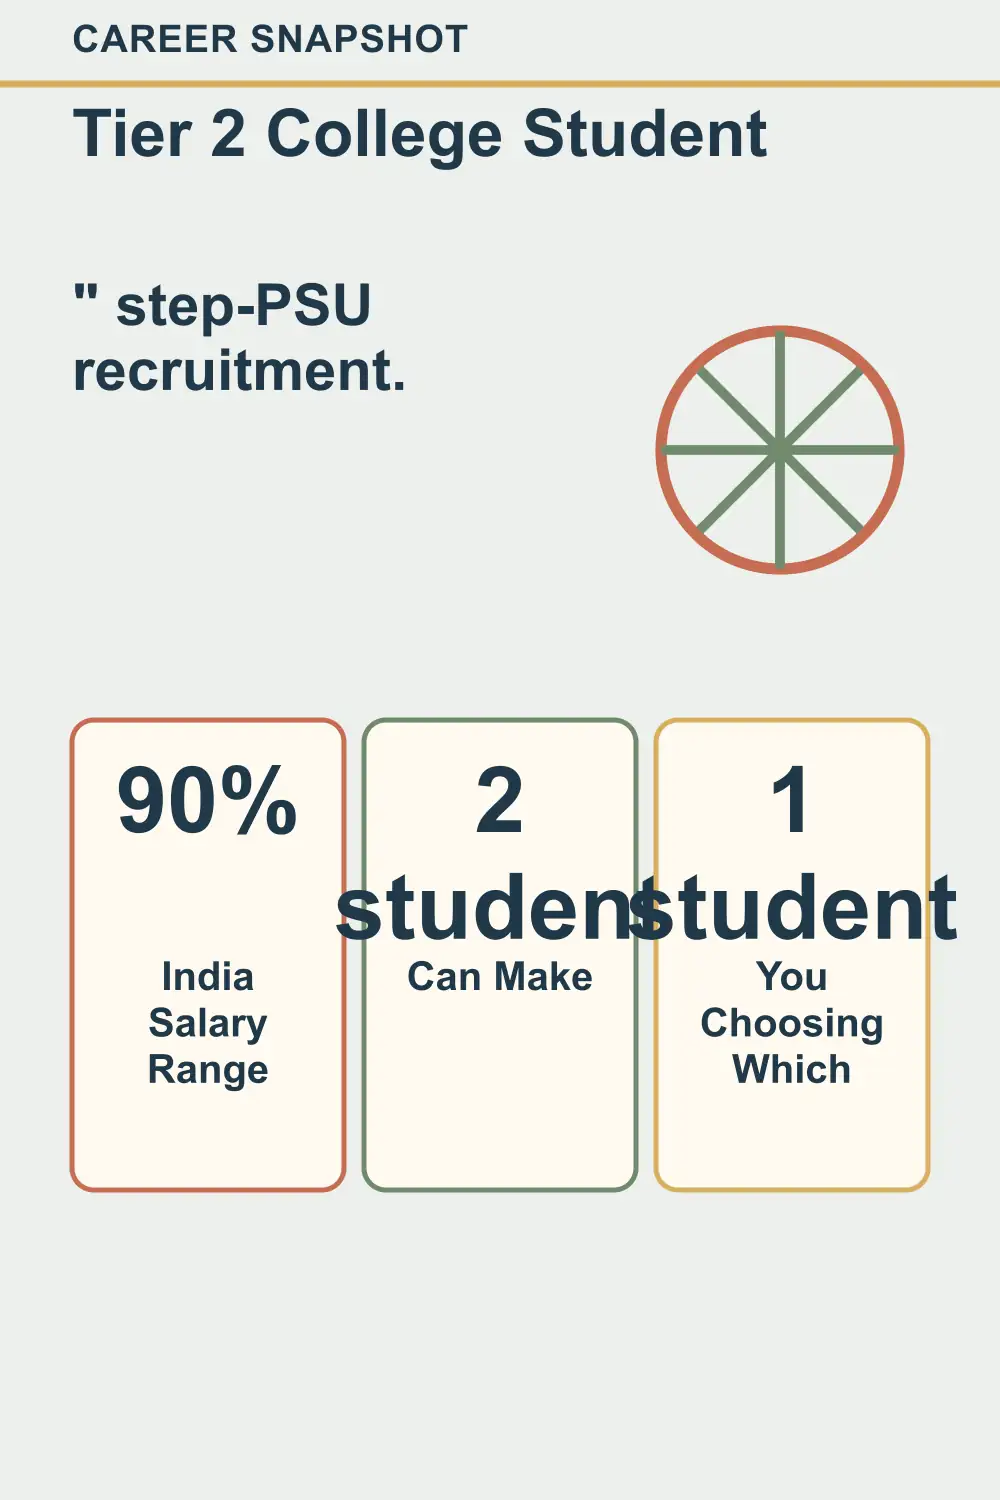 CAREER SNAPSHOT
Tier 2 College Student
" step-PSU
recruitment.
90%
India
Salary
Range
2
student
Can Make
1
student
You
Choosing
Which